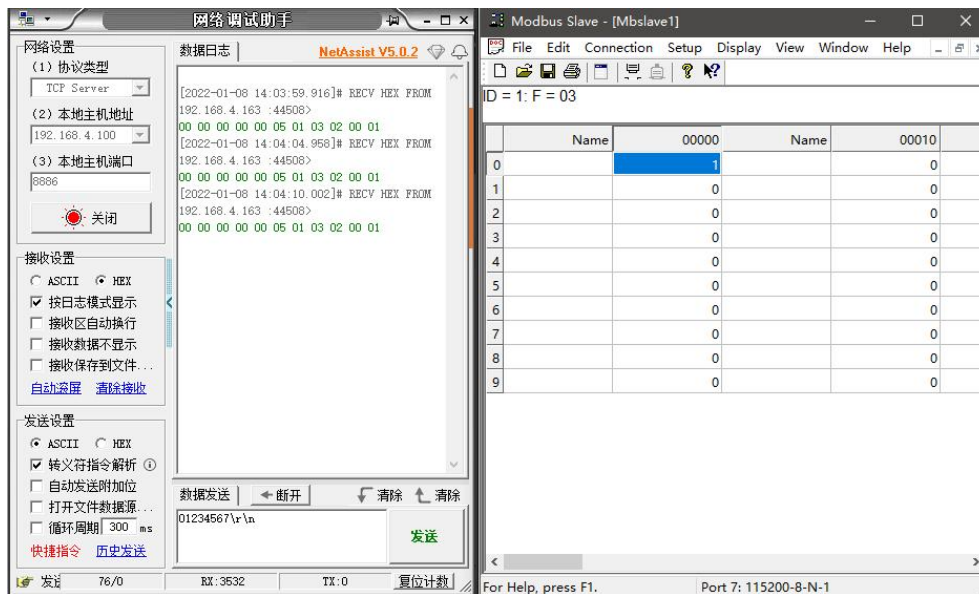 网络调试助手
网络设置
(1) 协议类型
TCP Server
(2) 本地主机地址
192.168.4.100
(3) 本地主机端口
8886
关闭
接收设置
ASCII HEX
按日志模式显示
接收区自动换行
接收数据不显示
接收保存到文件...
自动滚屏 清除接收
发送设置
ASCII HEX
转义符指令解析
自动发送附加位
打开文件数据源...
循环周期 300 ms
快捷指令 历史发送
数据日志 NetAssist V5.0.2
[2022-01-08 14:03:59.916]# RECV HEX FROM
192.168.4.163 :44508>
00 00 00 00 00 05 01 03 02 00 01
[2022-01-08 14:04:04.958]# RECV HEX FROM
192.168.4.163 :44508>
00 00 00 00 00 05 01 03 02 00 01
[2022-01-08 14:04:10.002]# RECV HEX FROM
192.168.4.163 :44508>
00 00 00 00 00 05 01 03 02 00 01
数据发送 断开 清除 清除
01234567\r\n
发送
76/0 RX:3532 TX:0 复位计数
Modbus Slave - [Mbslave1]
File Edit Connection Setup Display View Window Help
ID = 1: F = 03
Name 00000 Name 00010
0 1 0
1 0 0
2 0 0
3 0 0
4 0 0
5 0 0
6 0 0
7 0 0
8 0 0
9 0 0
For Help, press F1. Port 7: 115200-8-N-1